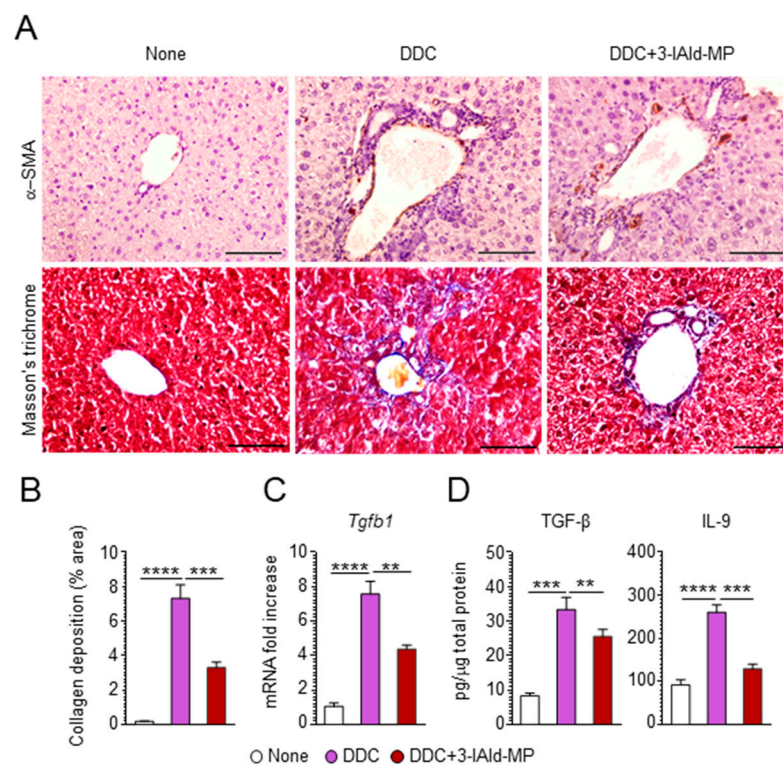 A
None DDC DDC+3-IAld-MP
α–SMA
Masson's trichrome
B C D
Tgfb1 TGF-β IL-9
Collagen deposition (% area)
10
8
6
4
2
0
**** ***
mRNA fold increase
10
8
6
4
2
0
**** **
pg/µg total protein
50
40
30
20
10
0
*** **
400
300
200
100
0
**** ***
None DDC DDC+3-IAld-MP